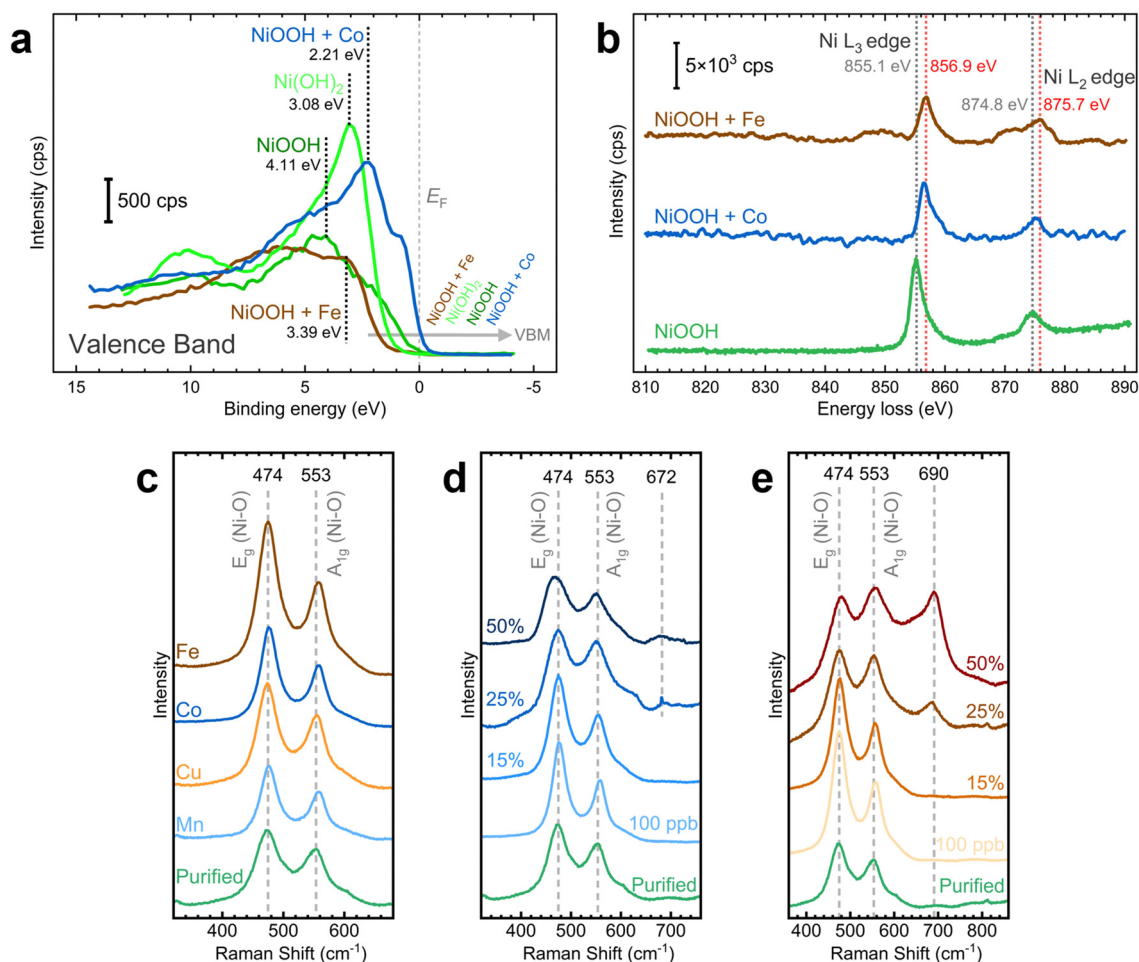 a
NiOOH + Co
2.21 eV
Ni(OH)₂
3.08 eV
NiOOH
4.11 eV
500 cps
E_F
NiOOH + Fe
Ni(OH)₂
NiOOH
NiOOH + Co
NiOOH + Fe
3.39 eV
VBM
Valence Band
Intensity (cps)
15 10 5 0 -5
Binding energy (eV)
b
5×10³ cps
Ni L₃ edge
855.1 eV 856.9 eV
Ni L₂ edge
874.8 eV 875.7 eV
NiOOH + Fe
NiOOH + Co
NiOOH
Intensity (cps)
810 820 830 840 850 860 870 880 890
Energy loss (eV)
c
474 553
E_g (Ni-O)
A_1g (Ni-O)
Fe
Co
Cu
Mn
Purified
Intensity
400 500 600
Raman Shift (cm⁻¹)
d
474 553 672
E_g (Ni-O)
A_1g (Ni-O)
50%
25%
15%
100 ppb
Purified
Intensity
400 500 600 700
Raman Shift (cm⁻¹)
e
474 553 690
E_g (Ni-O)
A_1g (Ni-O)
50%
25%
15%
100 ppb
Purified
Intensity
400 500 600 700 800
Raman Shift (cm⁻¹)